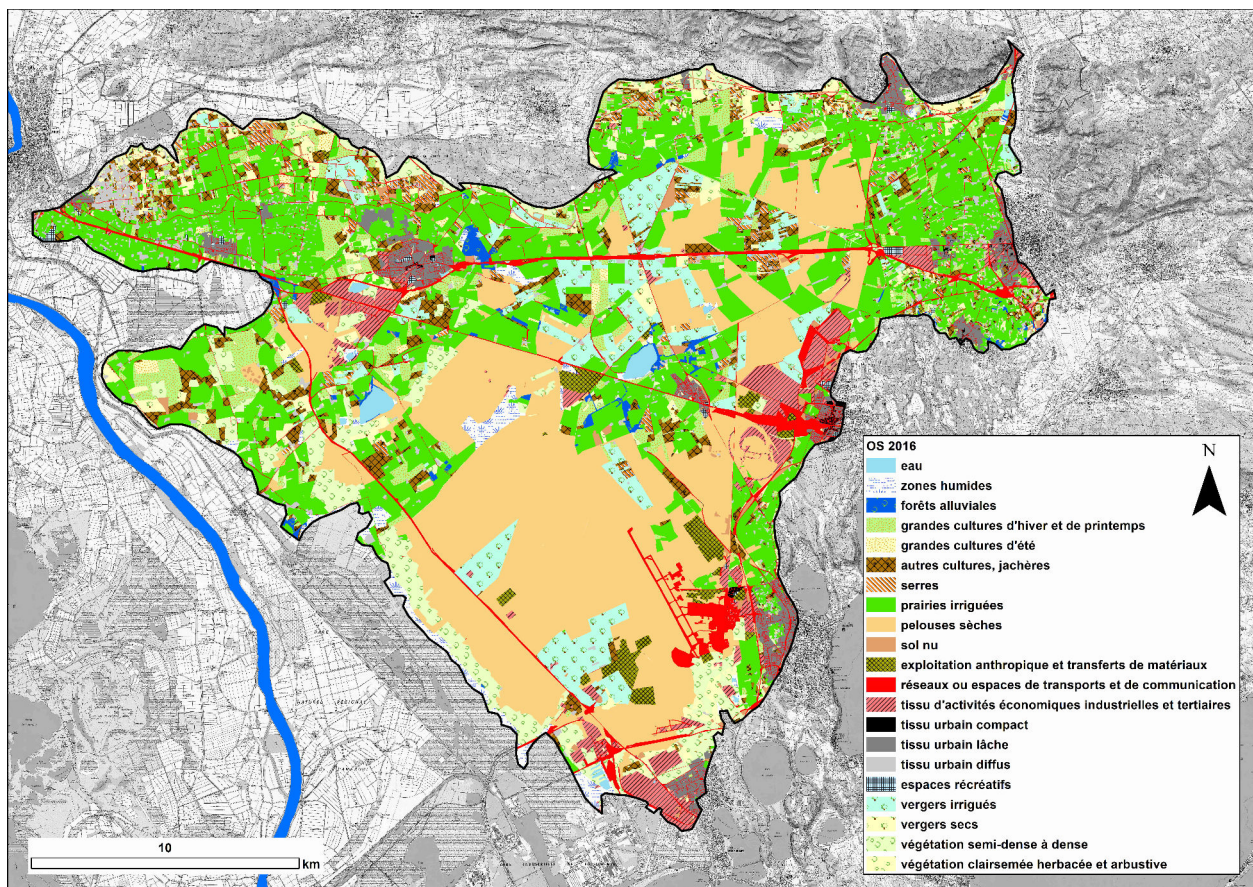 OS 2016
N
eau
zones humides
forêts alluviales
grandes cultures d'hiver et de printemps
grandes cultures d'été
autres cultures, jachères
serres
prairies irriguées
pelouses sèches
sol nu
exploitation anthropique et transferts de matériaux
réseaux ou espaces de transports et de communication
tissu d'activités économiques industrielles et tertiaires
tissu urbain compact
tissu urbain lâche
tissu urbain diffus
espaces récréatifs
vergers irrigués
vergers secs
végétation semi-dense à dense
végétation clairsemée herbacée et arbustive
10
km